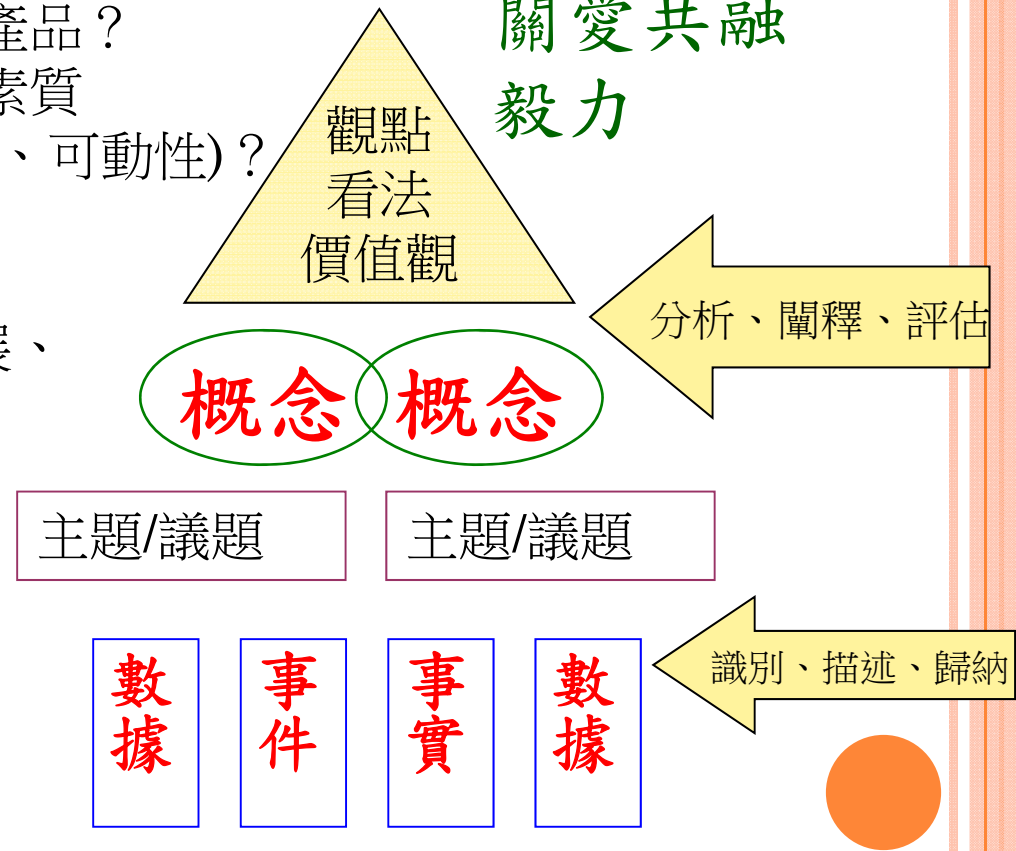 產品？
素質
、可動性)？
展、
關愛共融
毅力
觀點
看法
價值觀
分析、闡釋、評估
概念 概念
主題/議題 主題/議題
識別、描述、歸納
數據
事件
事實
數據